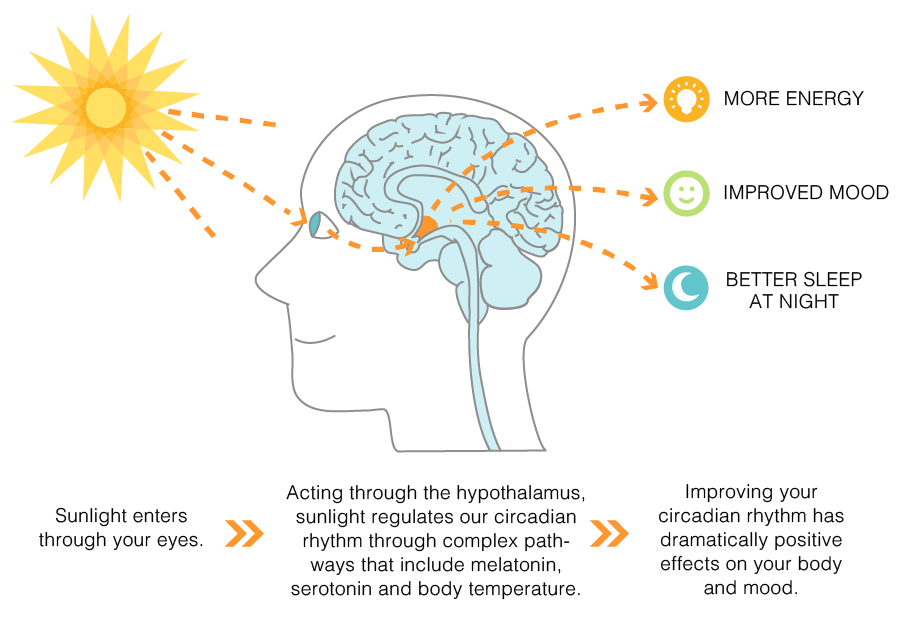 MORE ENERGY
IMPROVED MOOD
BETTER SLEEP
AT NIGHT
Sunlight enters
through your eyes.
Acting through the hypothalamus,
sunlight regulates our circadian
rhythm through complex path-
ways that include melatonin,
serotonin and body temperature.
Improving your
circadian rhythm has
dramatically positive
effects on your body
and mood.